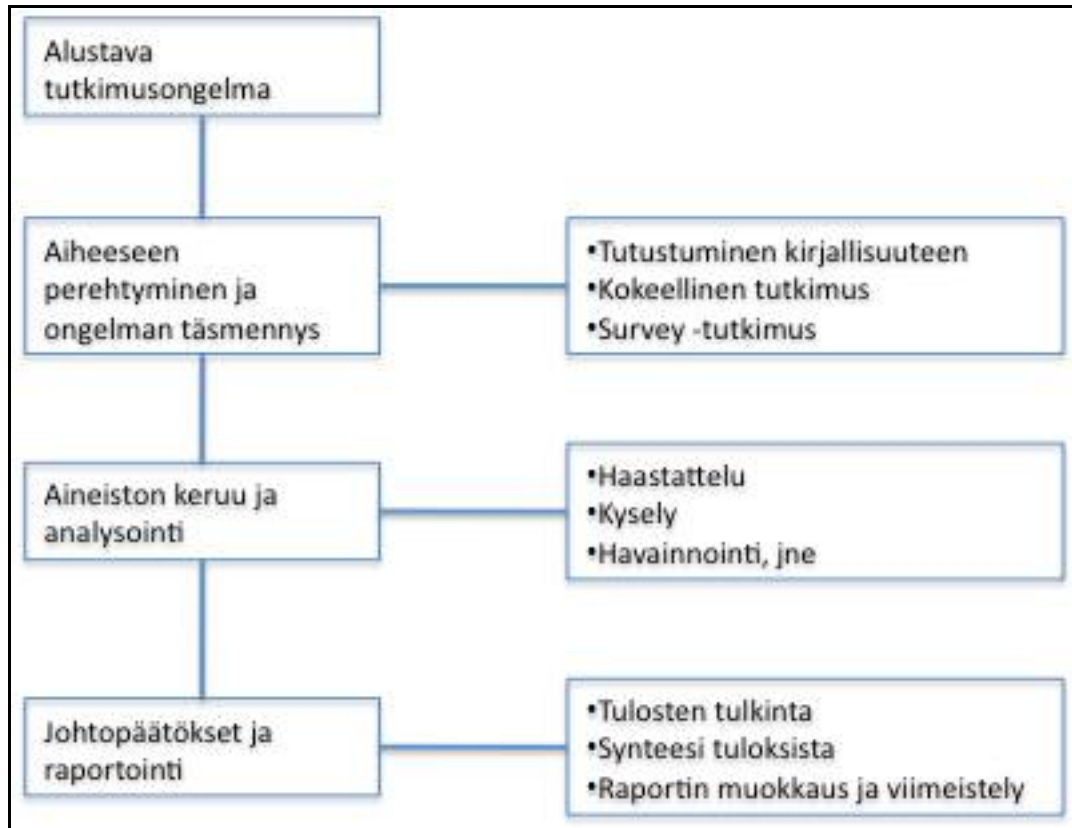 Alustava
tutkimusongelma
Aiheeseen
perehtyminen ja
ongelman täsmennys
•Tutustuminen kirjallisuuteen
•Kokeellinen tutkimus
•Survey -tutkimus
Aineiston keruu ja
analysointi
•Haastattelu
•Kysely
•Havainnointi, jne
Johtopäätökset ja
raportointi
•Tulosten tulkinta
•Synteesi tuloksista
•Raportin muokkaus ja viimeistely